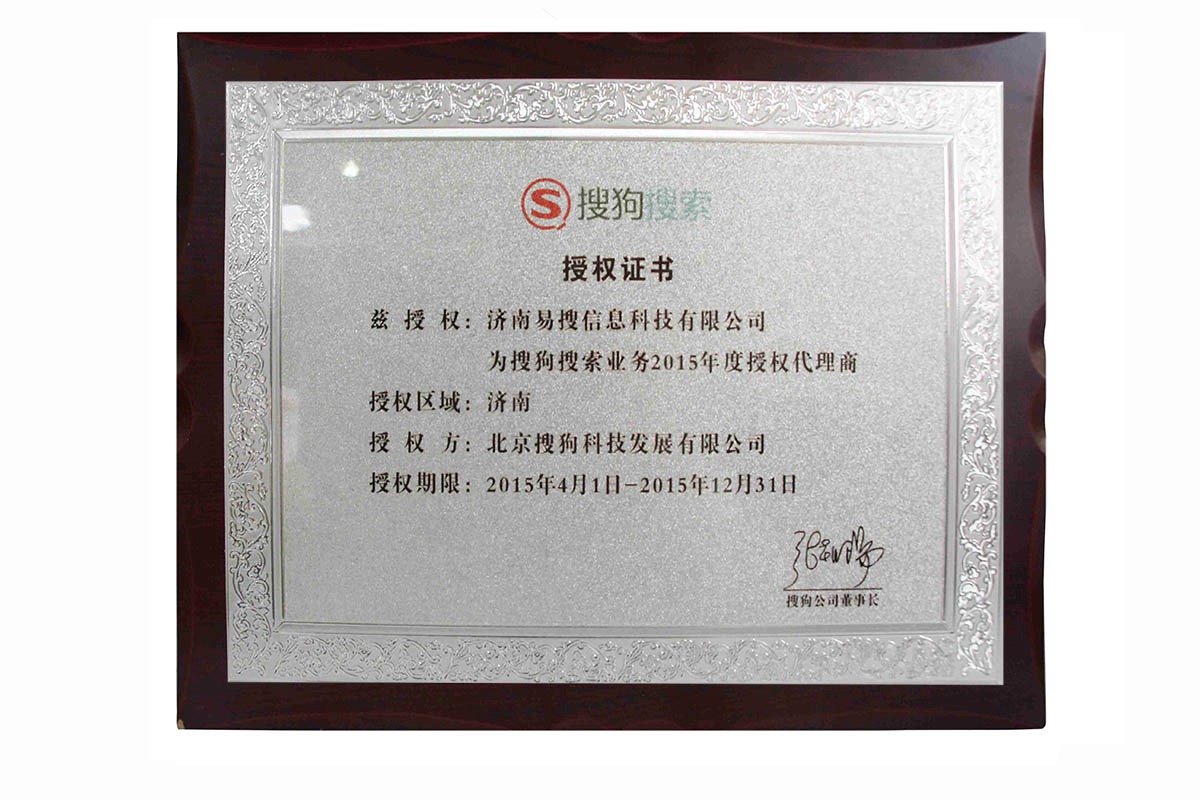 搜狗搜索
授权证书
兹授权：济南易搜信息科技有限公司
为搜狗搜索业务2015年度授权代理商
授权区域：济南
授权方：北京搜狗科技发展有限公司
授权期限：2015年4月1日-2015年12月31日
搜狗公司董事长